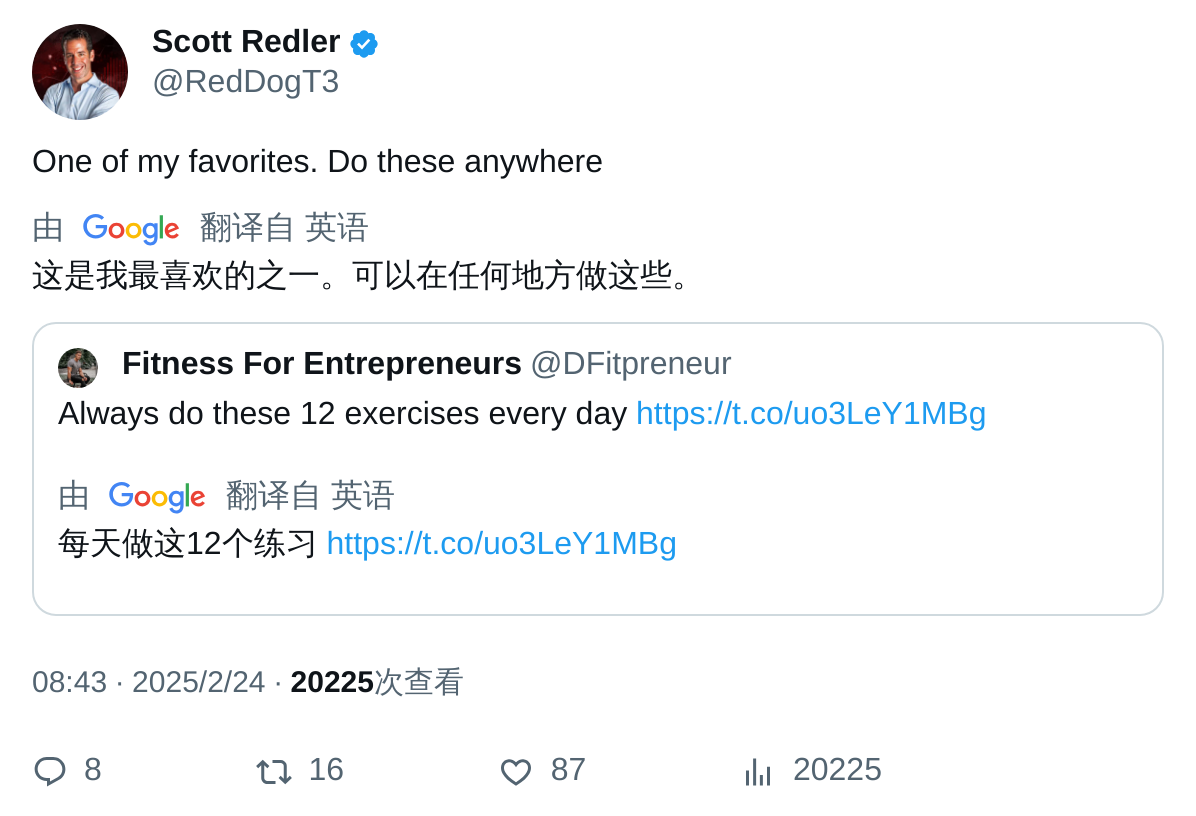 Scott Redler
@RedDogT3
One of my favorites. Do these anywhere
由 Google 翻译自 英语
这是我最喜欢的之一。可以在任何地方做这些。
Fitness For Entrepreneurs @DFitpreneur
Always do these 12 exercises every day https://t.co/uo3LeY1MBg
由 Google 翻译自 英语
每天做这12个练习 https://t.co/uo3LeY1MBg
08:43 · 2025/2/24 · 20225次查看
8 16 87 20225